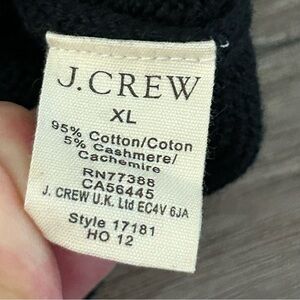 J.CREW
XL
95% Cotton/Coton
5% Cashmere/
Cachemire
RN77388
CA56445
J. CREW U.K. Ltd EC4V 6JA
Style 17181
HO 12